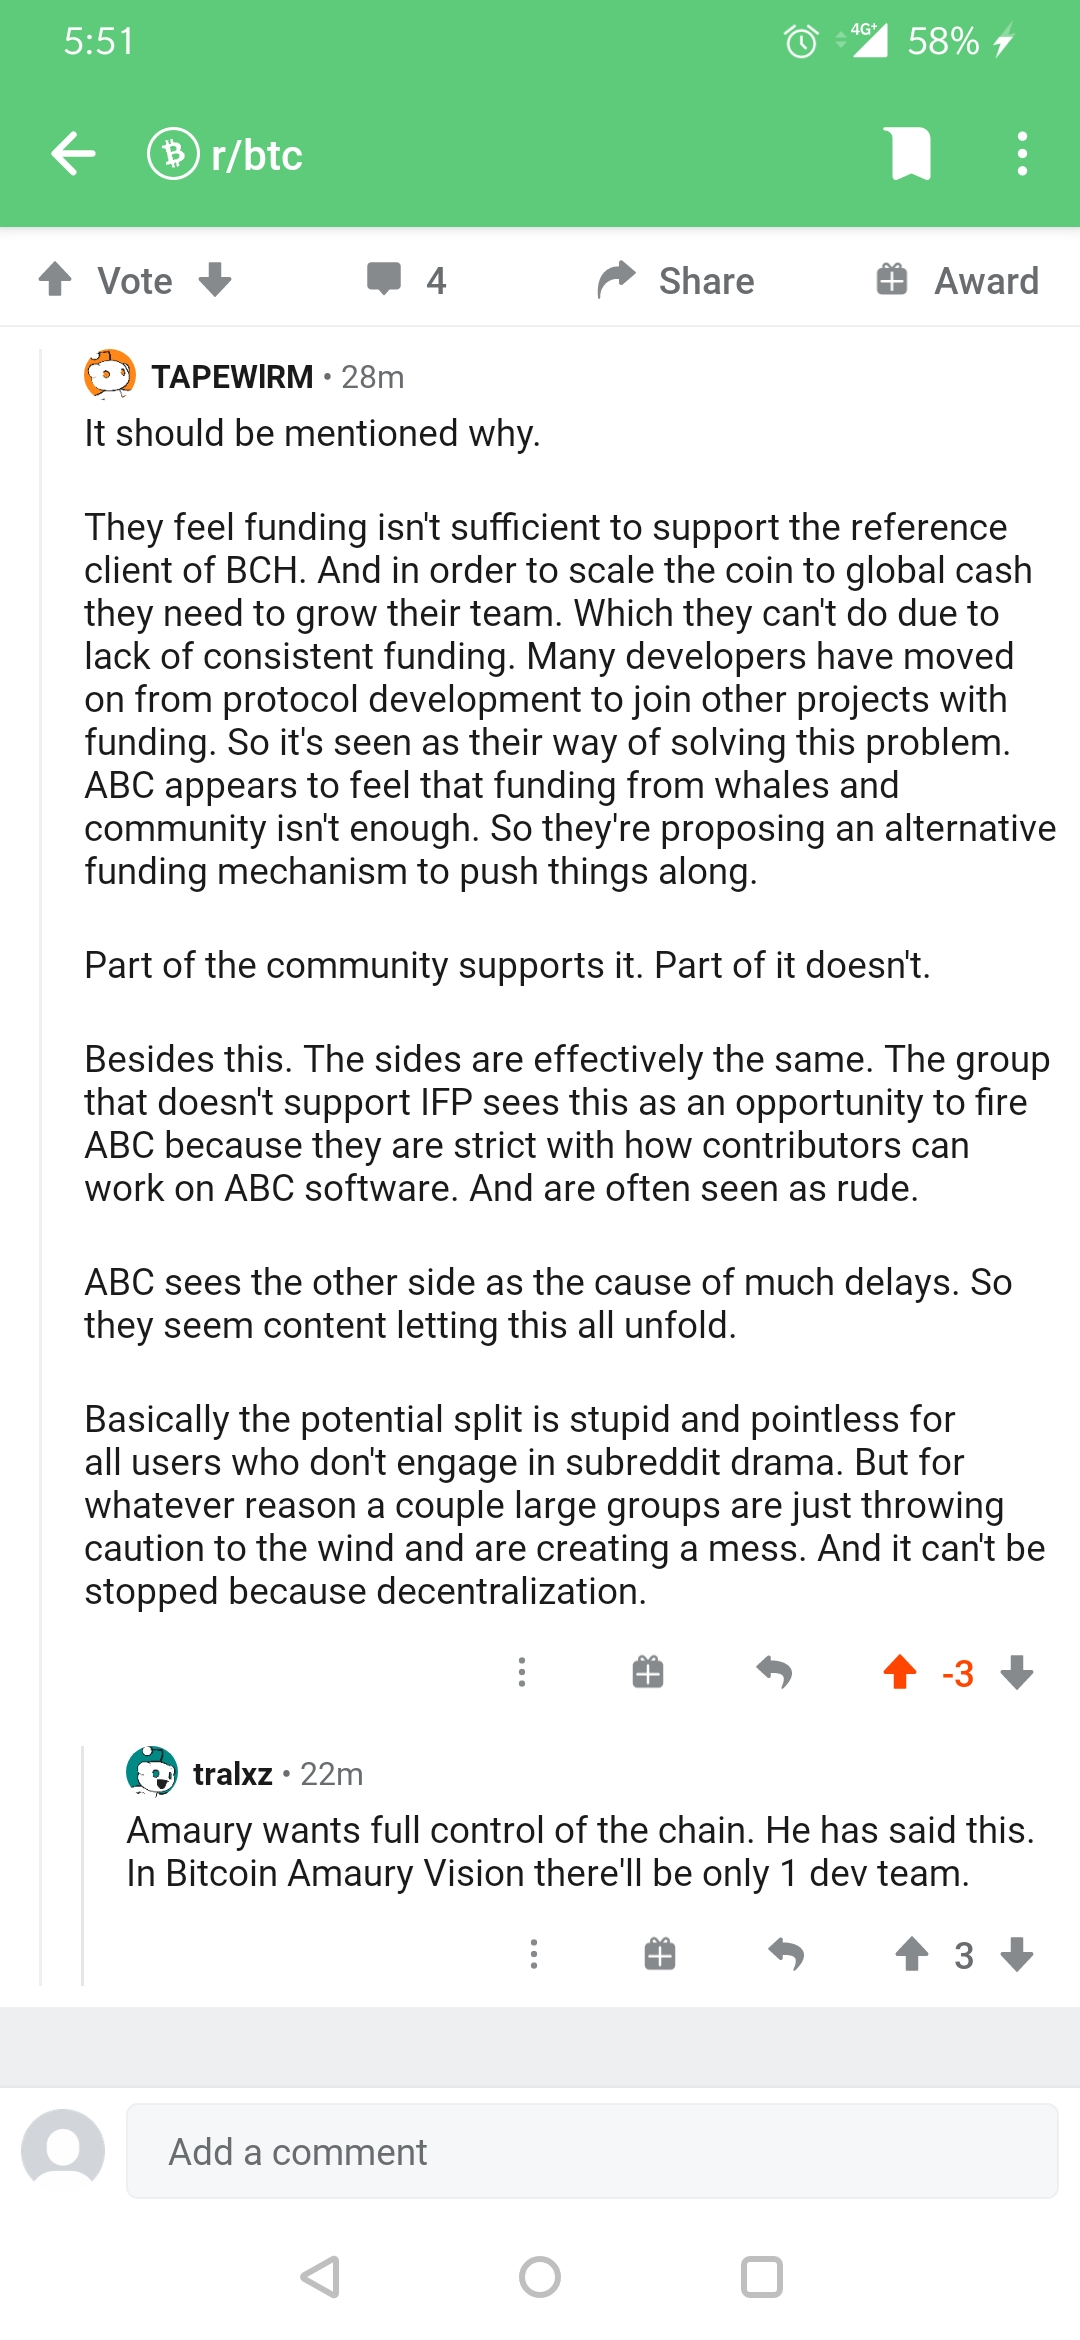 5:51
4G+ 58%
r/btc
Vote 4 Share Award
TAPEWIRM • 28m
It should be mentioned why.
They feel funding isn't sufficient to support the reference
client of BCH. And in order to scale the coin to global cash
they need to grow their team. Which they can't do due to
lack of consistent funding. Many developers have moved
on from protocol development to join other projects with
funding. So it's seen as their way of solving this problem.
ABC appears to feel that funding from whales and
community isn't enough. So they're proposing an alternative
funding mechanism to push things along.
Part of the community supports it. Part of it doesn't.
Besides this. The sides are effectively the same. The group
that doesn't support IFP sees this as an opportunity to fire
ABC because they are strict with how contributors can
work on ABC software. And are often seen as rude.
ABC sees the other side as the cause of much delays. So
they seem content letting this all unfold.
Basically the potential split is stupid and pointless for
all users who don't engage in subreddit drama. But for
whatever reason a couple large groups are just throwing
caution to the wind and are creating a mess. And it can't be
stopped because decentralization.
-3
tralxz • 22m
Amaury wants full control of the chain. He has said this.
In Bitcoin Amaury Vision there'll be only 1 dev team.
3
Add a comment